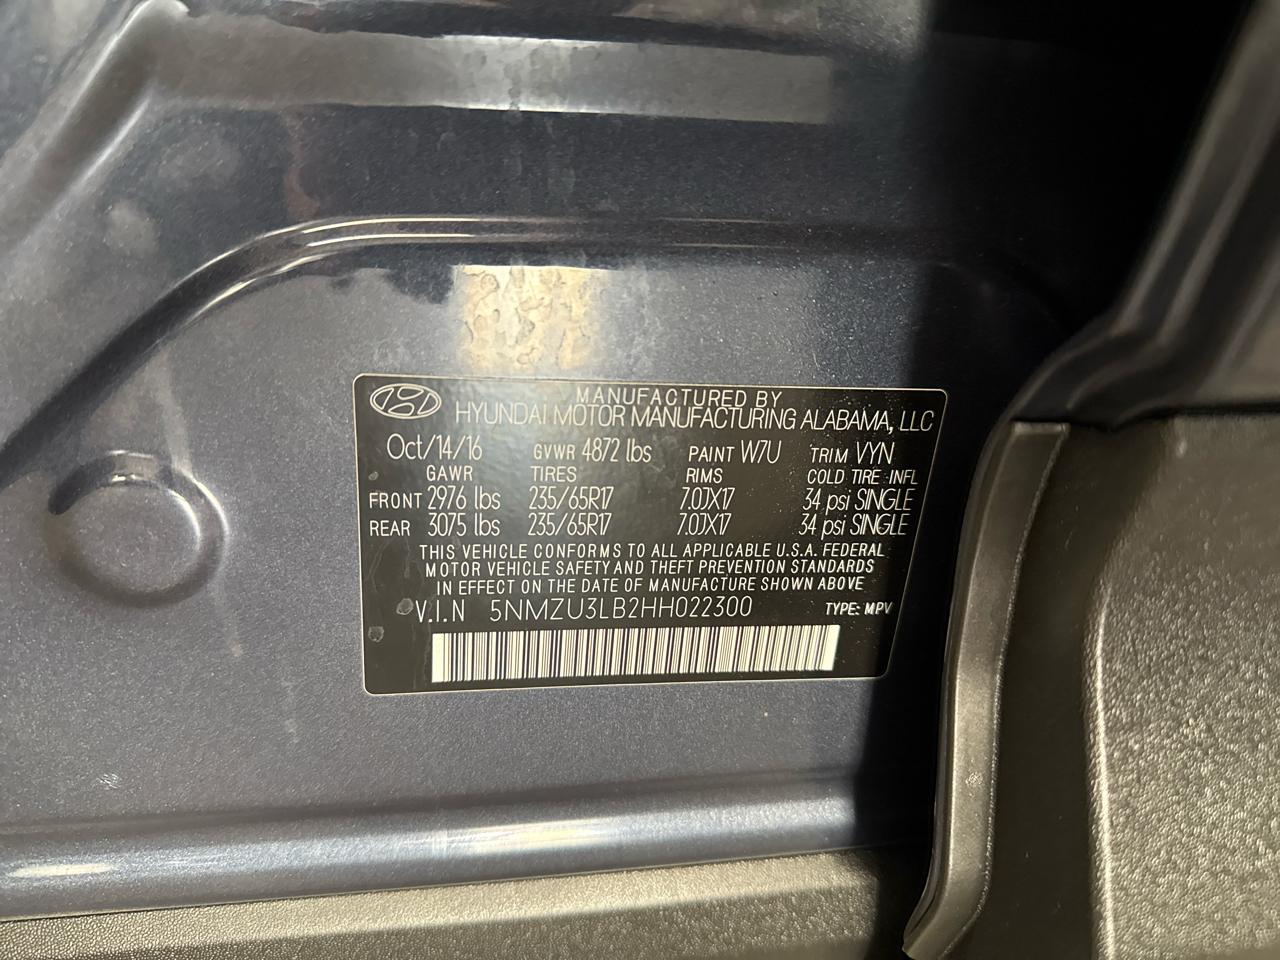 MANUFACTURED BY
HYUNDAI MOTOR MANUFACTURING ALABAMA, LLC
Oct/14/16 GVWR 4872 lbs PAINT W7U TRIM VYN
GAWR TIRES RIMS COLD TIRE INFL
FRONT 2976 lbs 235/65R17 7.0JX17 34 psi SINGLE
REAR 3075 lbs 235/65R17 7.0JX17 34 psi SINGLE
THIS VEHICLE CONFORMS TO ALL APPLICABLE U.S.A. FEDERAL
MOTOR VEHICLE SAFETY AND THEFT PREVENTION STANDARDS
IN EFFECT ON THE DATE OF MANUFACTURE SHOWN ABOVE
V.I.N 5NMZU3LB2HH022300 TYPE: MPV